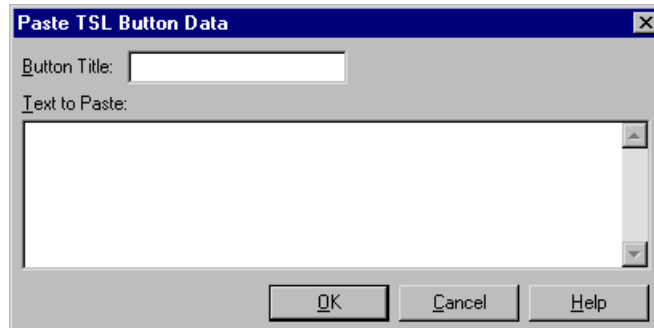 Paste TSL Button Data
Button Title:
Text to Paste:
OK Cancel Help